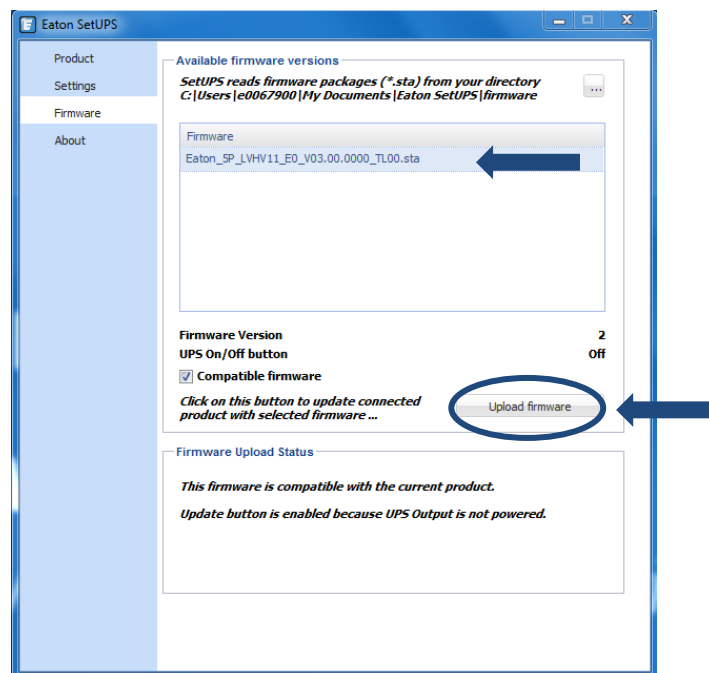 Eaton SetUPS
Product
Settings
Firmware
About
Available firmware versions
SetUPS reads firmware packages (*.sta) from your directory
C:|Users|e0067900|My Documents|Eaton SetUPS|firmware
...
Firmware
Eaton_5P_LVHV11_E0_V03.00.0000_TL00.sta
Firmware Version 2
UPS On/Off button Off
Compatible firmware
Click on this button to update connected
product with selected firmware ...
Upload firmware
Firmware Upload Status
This firmware is compatible with the current product.
Update button is enabled because UPS Output is not powered.